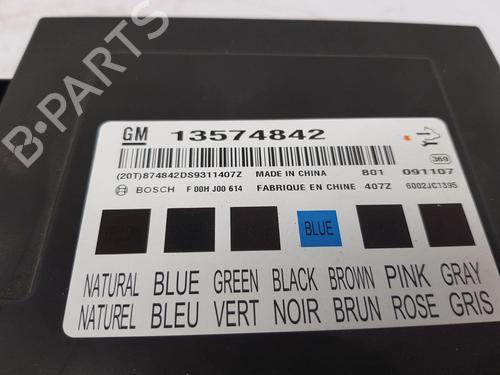 B-PARTS
GM 13574842
(20T)874842DS9311407Z MADE IN CHINA B01 091107
369
BOSCH F 00H J00 614 FABRIQUE EN CHINE 407Z 6002JC1395
BLUE
NATURAL BLUE GREEN BLACK BROWN PINK GRAY
NATUREL BLEU VERT NOIR BRUN ROSE GRIS